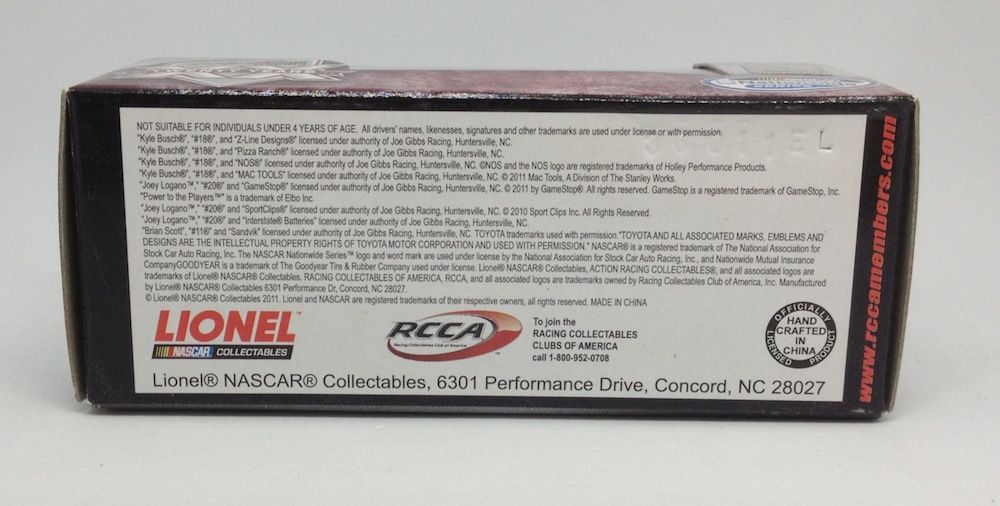 NOT SUITABLE FOR INDIVIDUALS UNDER 4 YEARS OF AGE. All drivers' names, likenesses, signatures and other trademarks are used under license or with permission.
"Kyle Busch®", "#18®", and "Z-Line Designs®" licensed under authority of Joe Gibbs Racing, Huntersville, NC.
"Kyle Busch®", "#18®", and "Pizza Ranch®" licensed under authority of Joe Gibbs Racing, Huntersville, NC.
"Kyle Busch®", "#18®", and "NOS®" licensed under authority of Joe Gibbs Racing, Huntersville, NC. ©NOS and the NOS logo are registered trademarks of Holley Performance Products.
"Kyle Busch®", "#18®", and "MAC TOOLS" licensed under authority of Joe Gibbs Racing, Huntersville, NC. © 2011 Mac Tools, A Division of The Stanley Works.
"Joey Logano™," "#20®" and "GameStop®" licensed under authority of Joe Gibbs Racing, Huntersville, NC. © 2011 by GameStop®. All rights reserved. GameStop is a registered trademark of GameStop, Inc.
"Power to the Players™" is a trademark of Elbo Inc.
"Joey Logano™," "#20®" and "SportClips®" licensed under authority of Joe Gibbs Racing, Huntersville, NC. © 2010 Sport Clips Inc. All Rights Reserved.
"Joey Logano™," "#20®" and "Interstate® Batteries" licensed under authority of Joe Gibbs Racing, Huntersville, NC.
"Brian Scott", "#11®" and "Sandvik" licensed under authority of Joe Gibbs Racing, Huntersville, NC. TOYOTA trademarks used with permission."TOYOTA AND ALL ASSOCIATED MARKS, EMBLEMS AND
DESIGNS ARE THE INTELLECTUAL PROPERTY RIGHTS OF TOYOTA MOTOR CORPORATION AND USED WITH PERMISSION." NASCAR® is a registered trademark of The National Association for
Stock Car Auto Racing, Inc. The NASCAR Nationwide Series™ logo and word mark are used under license by the National Association for Stock Car Auto Racing, Inc., and Nationwide Mutual Insurance
CompanyGOODYEAR is a trademark of The Goodyear Tire & Rubber Company used under license. Lionel® NASCAR® Collectables, ACTION RACING COLLECTABLES®, and all associated logos are
trademarks of Lionel® NASCAR® Collectables. RACING COLLECTABLES OF AMERICA, RCCA, and all associated logos are trademarks owned by Racing Collectables Club of America, Inc. Manufactured
by Lionel® NASCAR® Collectables 6301 Performance Dr, Concord, NC 28027.
© Lionel® NASCAR® Collectables 2011. Lionel and NASCAR are registered trademarks of their respective owners, all rights reserved. MADE IN CHINA
LIONEL™
NASCAR COLLECTABLES
RCCA
Racing Collectables Club of America
To join the
RACING COLLECTABLES
CLUBS OF AMERICA
call 1-800-952-0708
OFFICIALLY LICENSED PRODUCT
HAND
CRAFTED
IN
CHINA
Lionel® NASCAR® Collectables, 6301 Performance Drive, Concord, NC 28027
www.rccamembers.com